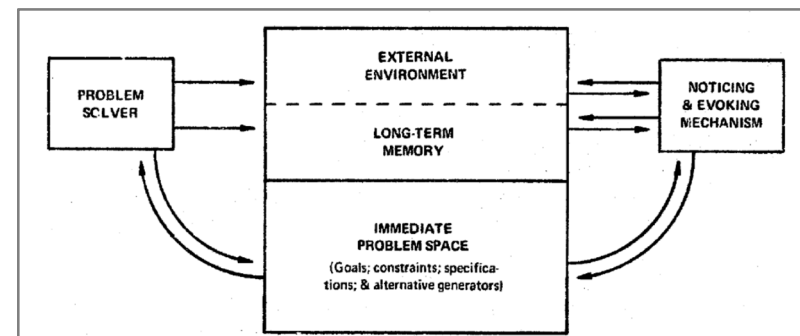 EXTERNAL
ENVIRONMENT
PROBLEM
SOLVER
NOTICING
& EVOKING
MECHANISM
LONG-TERM
MEMORY
IMMEDIATE
PROBLEM SPACE
(Goals; constraints; specifica-
tions; & alternative generators)